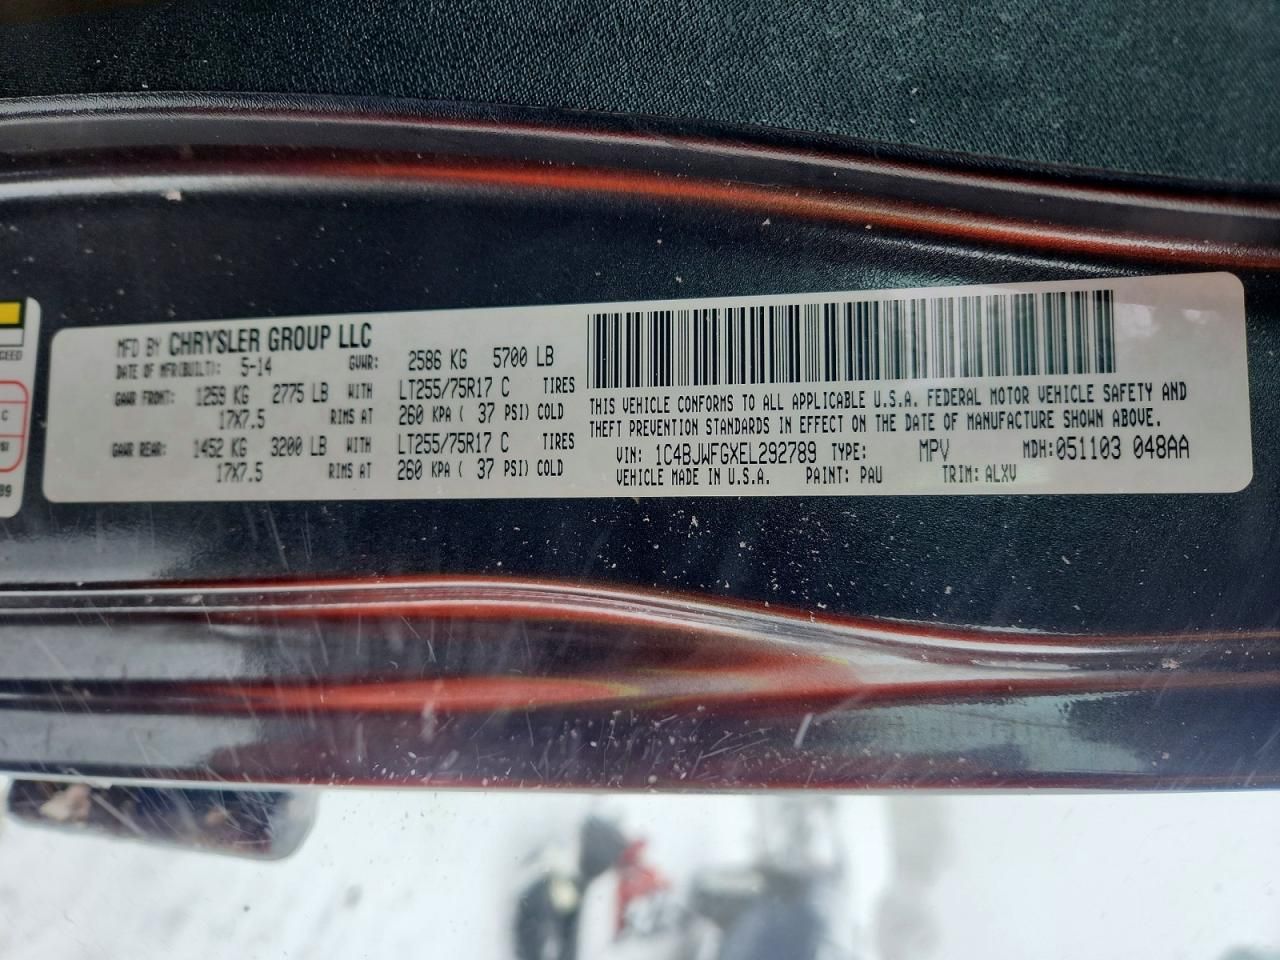 MFD BY CHRYSLER GROUP LLC
DATE OF MFR(BUILT): 5-14 GVWR: 2586 KG 5700 LB
GAWR FRONT: 1259 KG 2775 LB WITH LT255/75R17 C TIRES
17X7.5 RIMS AT 260 KPA ( 37 PSI) COLD
GAWR REAR: 1452 KG 3200 LB WITH LT255/75R17 C TIRES
17X7.5 RIMS AT 260 KPA ( 37 PSI) COLD
THIS VEHICLE CONFORMS TO ALL APPLICABLE U.S.A. FEDERAL MOTOR VEHICLE SAFETY AND
THEFT PREVENTION STANDARDS IN EFFECT ON THE DATE OF MANUFACTURE SHOWN ABOVE.
VIN: 1C4BJWFGXEL292789 TYPE: MPV MDH:051103 048AA
VEHICLE MADE IN U.S.A. PAINT: PAU TRIM: ALXV
CEED
C
SI
89